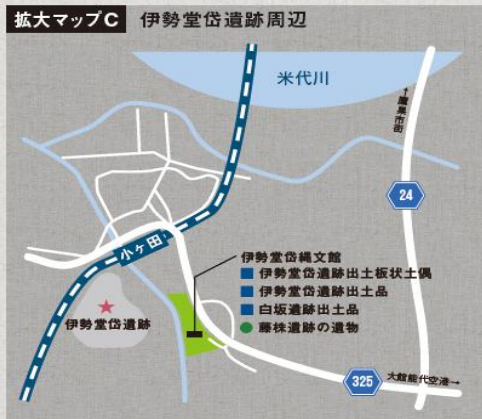 拡大マップC 伊勢堂岱遺跡周辺
米代川
↑鷹巣市街
24
小ヶ田
伊勢堂岱縄文館
伊勢堂岱遺跡出土板状土偶
伊勢堂岱遺跡出土品
白坂遺跡出土品
藤株遺跡の遺物
伊勢堂岱遺跡
325
大館能代空港→